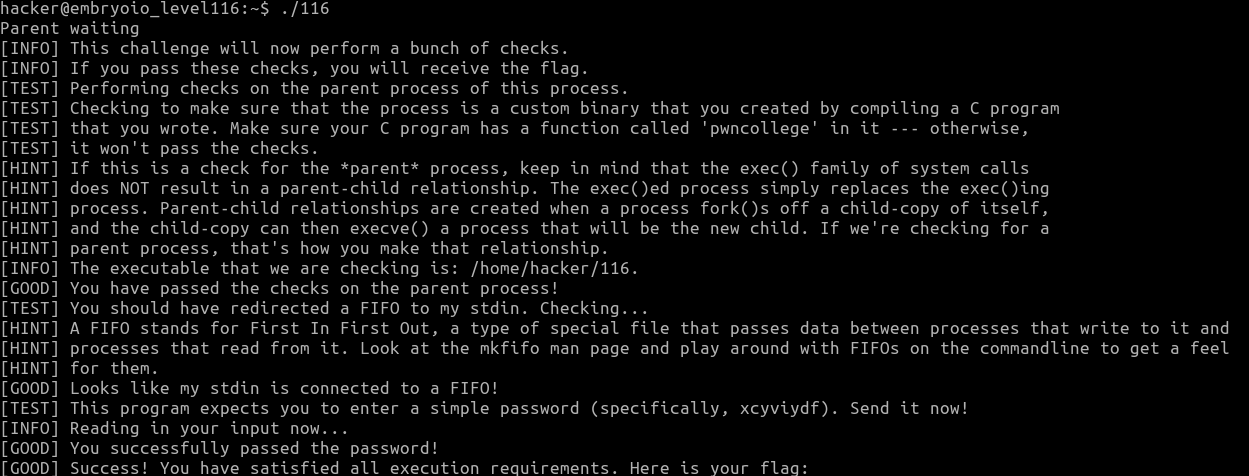 hacker@embryoio_level116:~$ ./116
Parent waiting
[INFO] This challenge will now perform a bunch of checks.
[INFO] If you pass these checks, you will receive the flag.
[TEST] Performing checks on the parent process of this process.
[TEST] Checking to make sure that the process is a custom binary that you created by compiling a C program
[TEST] that you wrote. Make sure your C program has a function called 'pwncollege' in it --- otherwise,
[TEST] it won't pass the checks.
[HINT] If this is a check for the *parent* process, keep in mind that the exec() family of system calls
[HINT] does NOT result in a parent-child relationship. The exec()ed process simply replaces the exec()ing
[HINT] process. Parent-child relationships are created when a process fork()s off a child-copy of itself,
[HINT] and the child-copy can then execve() a process that will be the new child. If we're checking for a
[HINT] parent process, that's how you make that relationship.
[INFO] The executable that we are checking is: /home/hacker/116.
[GOOD] You have passed the checks on the parent process!
[TEST] You should have redirected a FIFO to my stdin. Checking...
[HINT] A FIFO stands for First In First Out, a type of special file that passes data between processes that write to it and
[HINT] processes that read from it. Look at the mkfifo man page and play around with FIFOs on the commandline to get a feel
[HINT] for them.
[GOOD] Looks like my stdin is connected to a FIFO!
[TEST] This program expects you to enter a simple password (specifically, xcyviydf). Send it now!
[INFO] Reading in your input now...
[GOOD] You successfully passed the password!
[GOOD] Success! You have satisfied all execution requirements. Here is your flag: